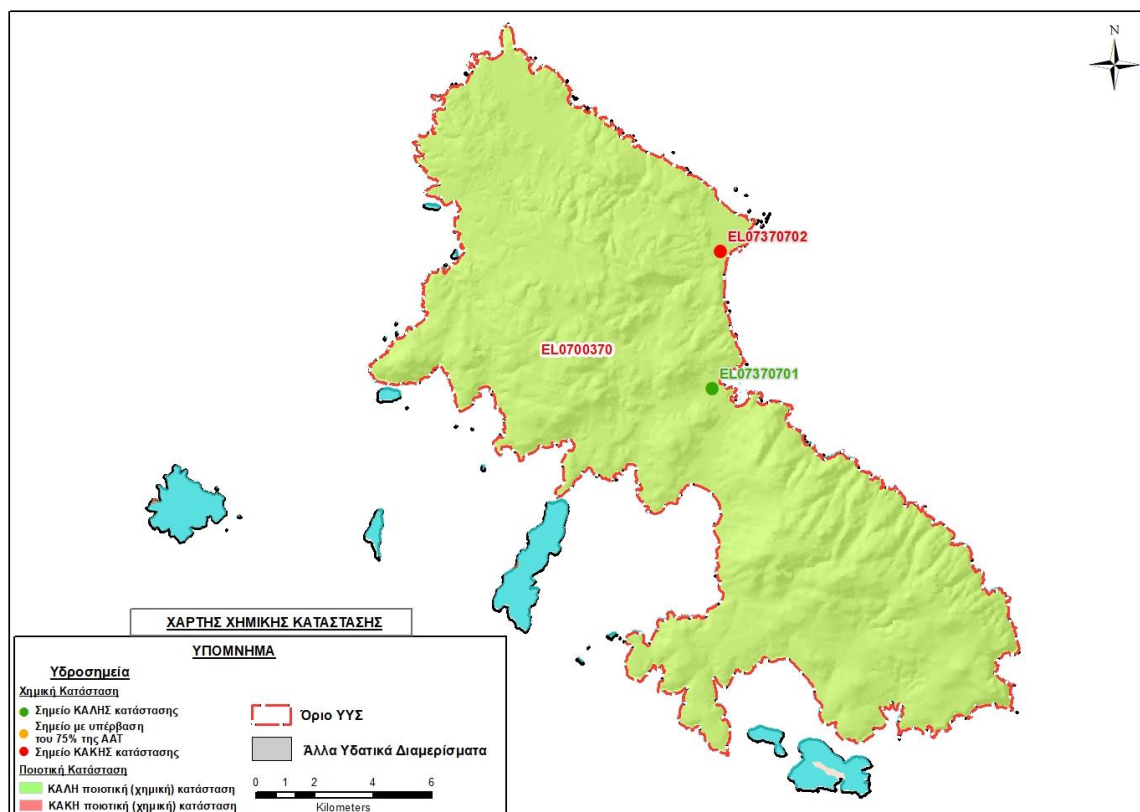 N
EL07370702
EL0700370
EL07370701
ΧΑΡΤΗΣ ΧΗΜΙΚΗΣ ΚΑΤΑΣΤΑΣΗΣ
ΥΠΟΜΝΗΜΑ
Υδροσημεία
Χημική Κατάσταση
Σημείο ΚΑΛΗΣ κατάστασης
Σημείο με υπέρβαση
του 75% της ΑΑΤ
Σημείο ΚΑΚΗΣ κατάστασης
Ποιοτική Κατάσταση
ΚΑΛΗ ποιοτική (χημική) κατάσταση
ΚΑΚΗ ποιοτική (χημική) κατάσταση
Όριο ΥΥΣ
Άλλα Υδατικά Διαμερίσματα
0 1 2 4 6
Kilometers